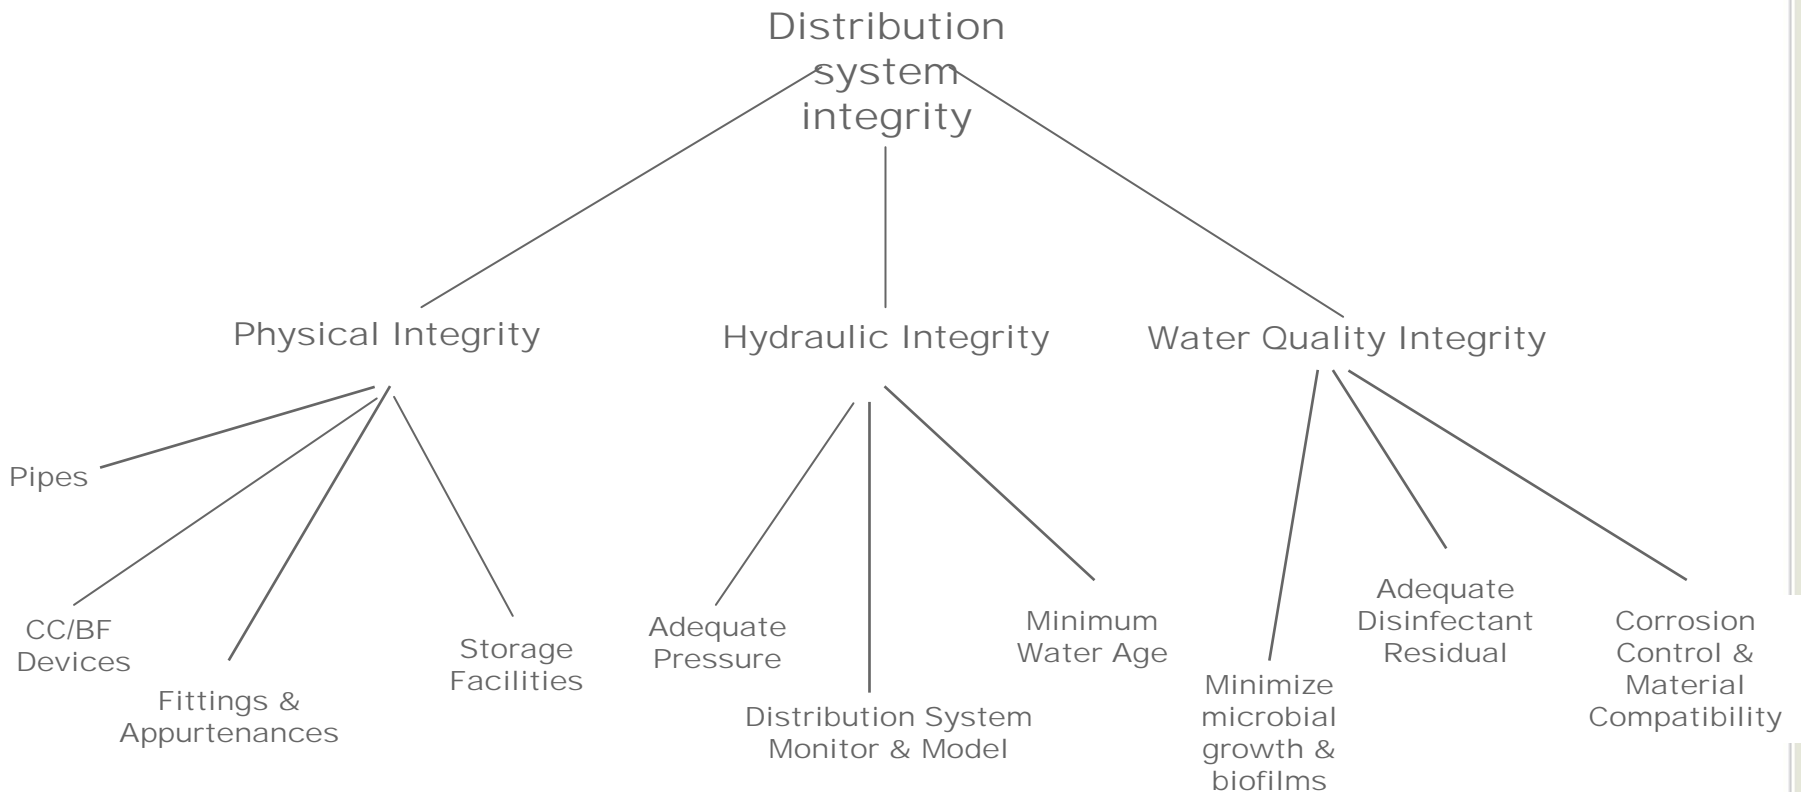 Distribution
system
integrity
Physical Integrity
Hydraulic Integrity
Water Quality Integrity
Pipes
CC/BF
Devices
Fittings &
Appurtenances
Storage
Facilities
Adequate
Pressure
Distribution System
Monitor & Model
Minimum
Water Age
Minimize
microbial
growth &
biofilms
Adequate
Disinfectant
Residual
Corrosion
Control &
Material
Compatibility